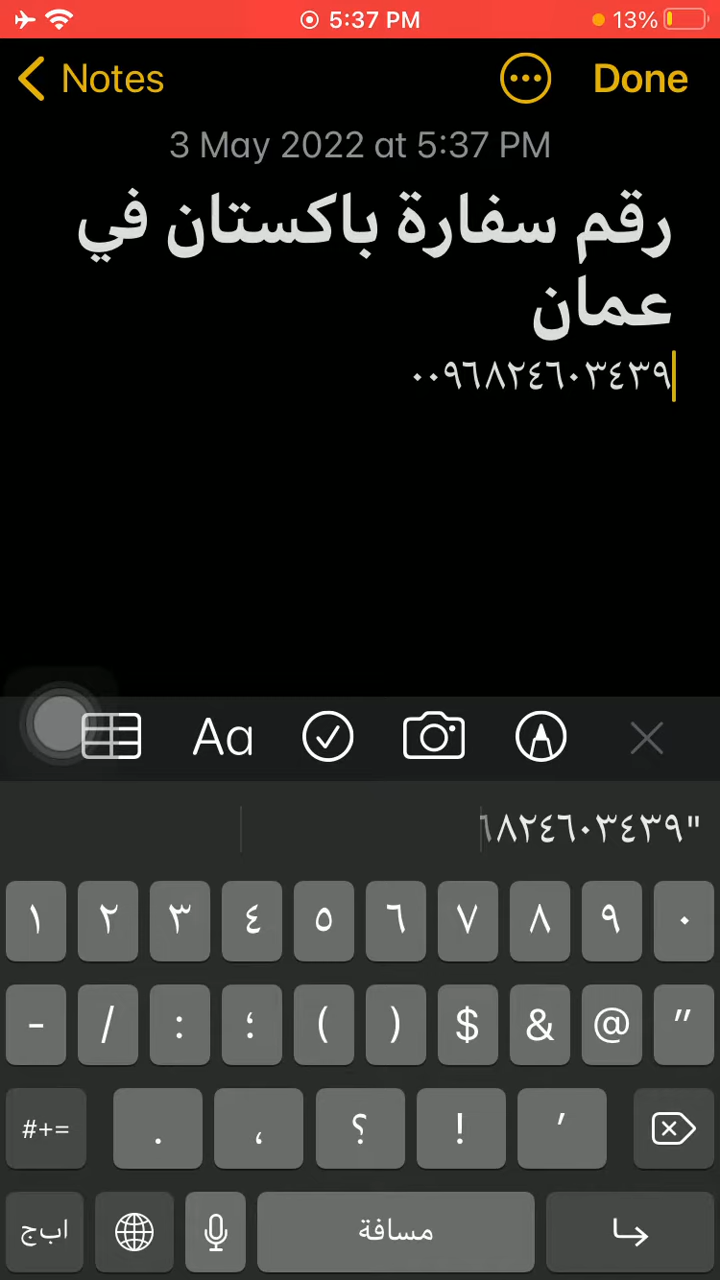 5:37 PM
13%
Notes
Done
3 May 2022 at 5:37 PM
رقم سفارة باكستان في
عمان
٠٠٩٦٨٢٤٦٠٣٤٣٩
Aa
٨٢٤٦٠٣٤٣٩"
١ ٢ ٣ ٤ ٥ ٦ ٧ ٨ ٩ ٠
- / : ؛ ( ) $ & @ "
#+= . ، ؟ ! ’
ا ب ج مسافة